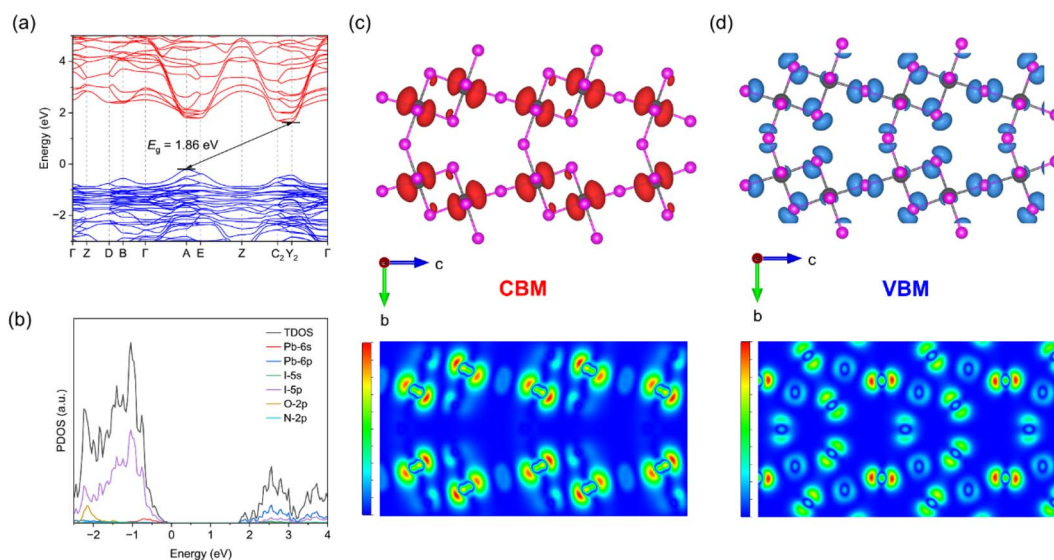 (a)
Energy (eV)
4
2
0
−2
E_g = 1.86 eV
Γ Z D B Γ A E Z C₂ Y₂ Γ
(b)
PDOS (a.u.)
TDOS
Pb-6s
Pb-6p
I-5s
I-5p
O-2p
N-2p
−2 −1 0 1 2 3 4
Energy (eV)
(c)
c
b
CBM
(d)
c
b
VBM